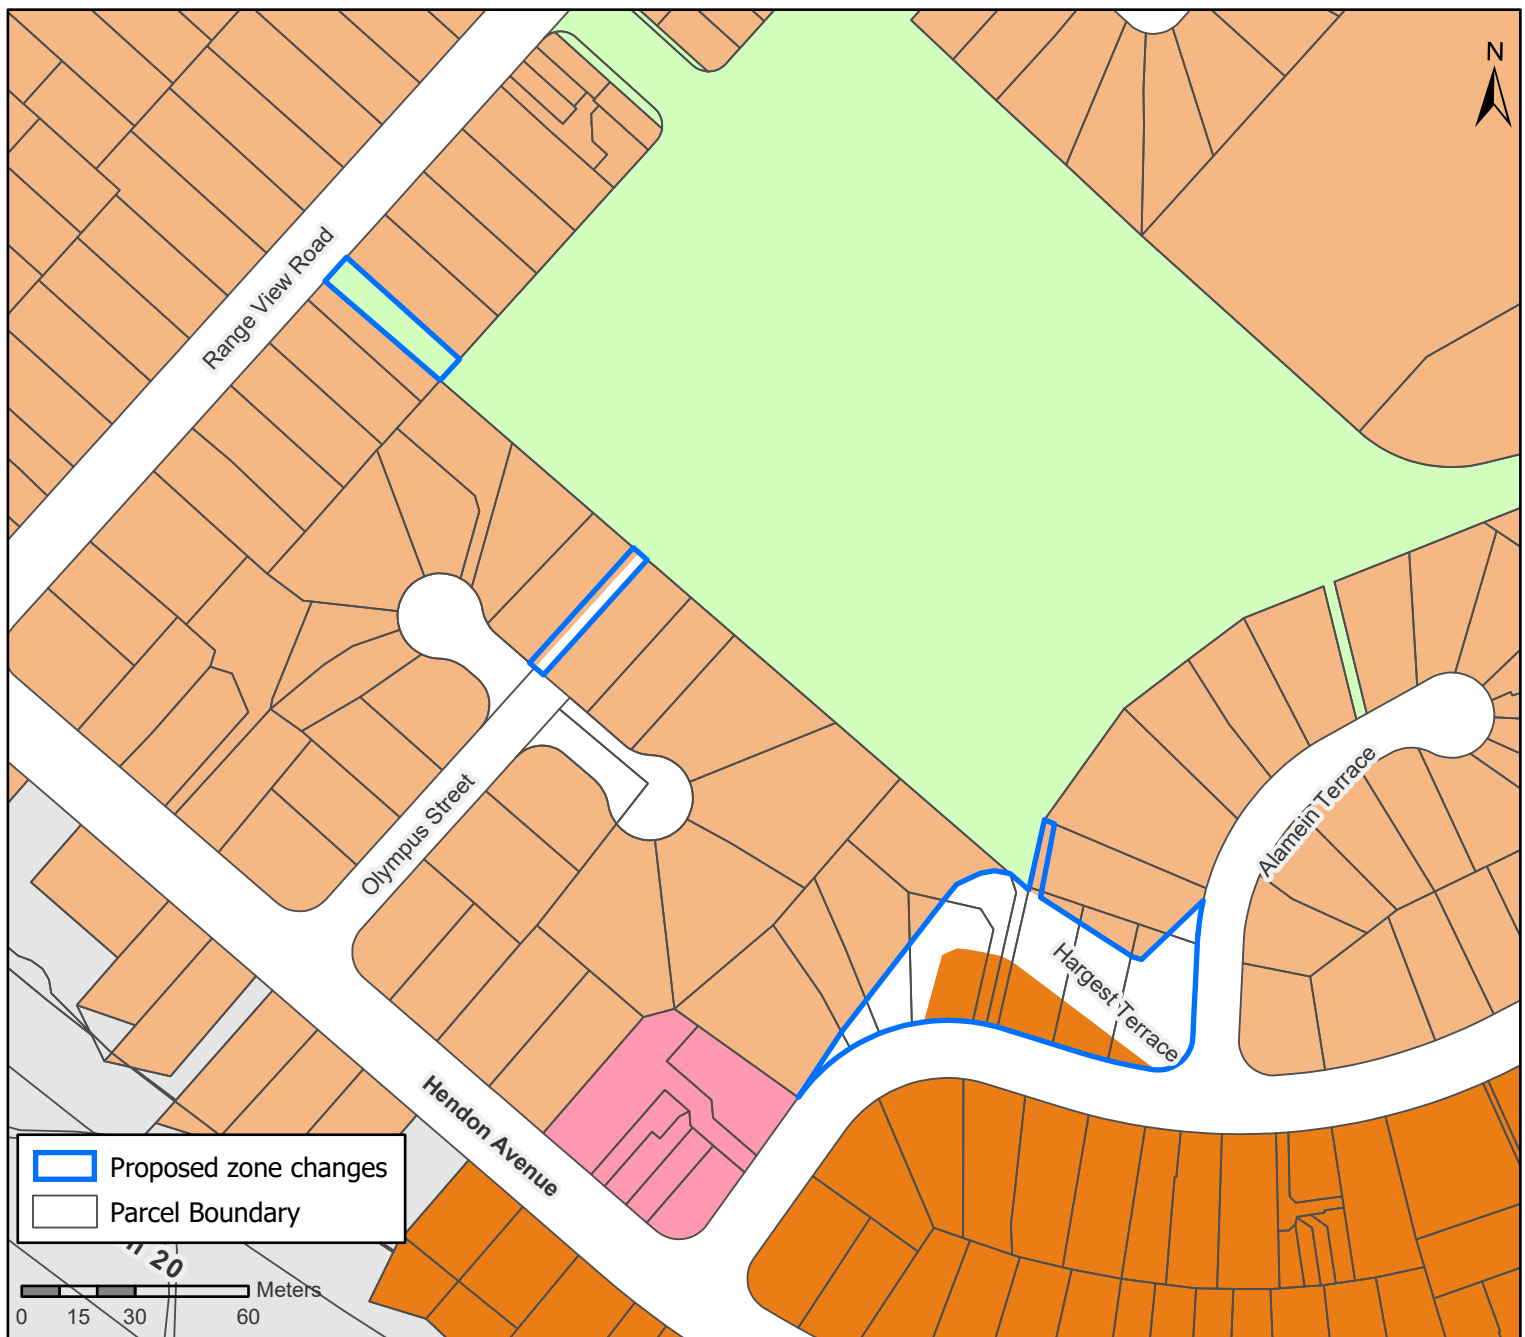 N
Range View Road
Olympus Street
Alamein Terrace
Hargest Terrace
Hendon Avenue
Proposed zone changes
Parcel Boundary
20
Meters
0 15 30 60